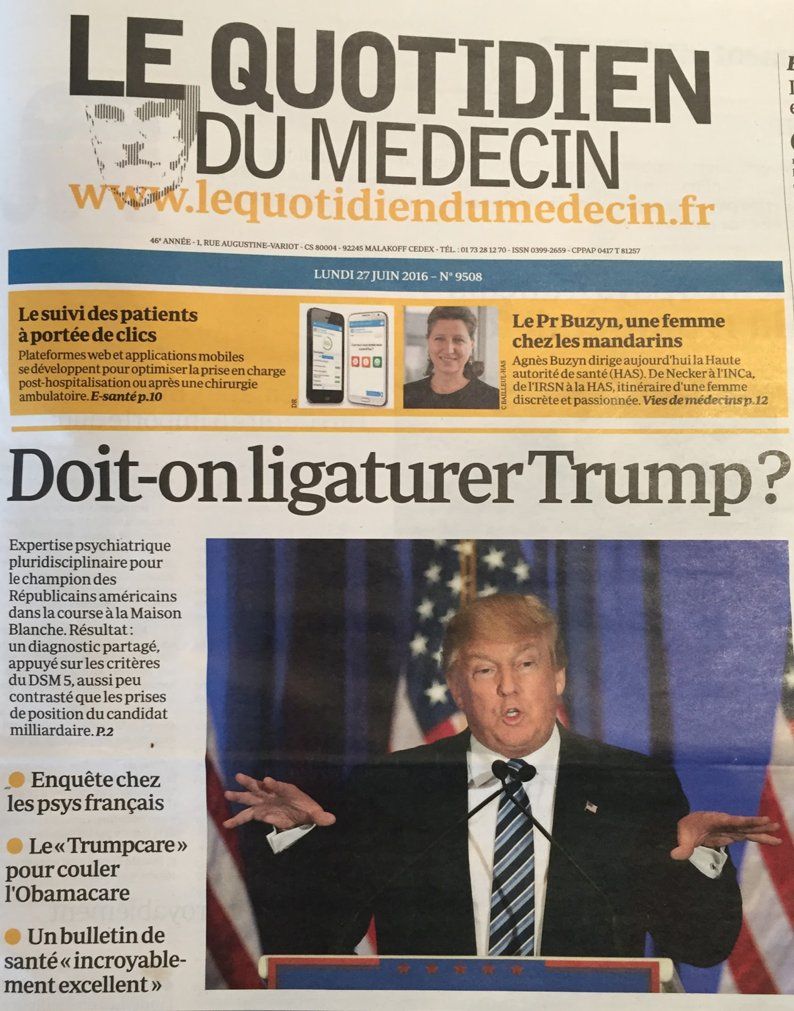 LE QUOTIDIEN
DU MEDECIN
www.lequotidiendumedecin.fr
46e ANNÉE - 1, RUE AUGUSTINE-VARIOT - CS 80004 - 92245 MALAKOFF CEDEX - TÉL. : 01 73 28 12 70 - ISSN 0399-2659 - CPPAP 0417 T 81257
LUNDI 27 JUIN 2016 – N° 9508
Le suivi des patients
à portée de clics
Plateformes web et applications mobiles
se développent pour optimiser la prise en charge
post-hospitalisation ou après une chirurgie
ambulatoire. E-santé p.10
DR
C BAILLEUL-HAS
Le Pr Buzyn, une femme
chez les mandarins
Agnès Buzyn dirige aujourd'hui la Haute
autorité de santé (HAS). De Necker à l'INCa,
de l'IRSN à la HAS, itinéraire d'une femme
discrète et passionnée. Vies de médecins p.12
Doit-on ligaturer Trump ?
Expertise psychiatrique
pluridisciplinaire pour
le champion des
Républicains américains
dans la course à la Maison
Blanche. Résultat :
un diagnostic partagé,
appuyé sur les critères
du DSM 5, aussi peu
contrasté que les prises
de position du candidat
milliardaire. P.2
● Enquête chez
les psys français
● Le « Trumpcare »
pour couler
l'Obamacare
● Un bulletin de
santé « incroyable-
ment excellent »